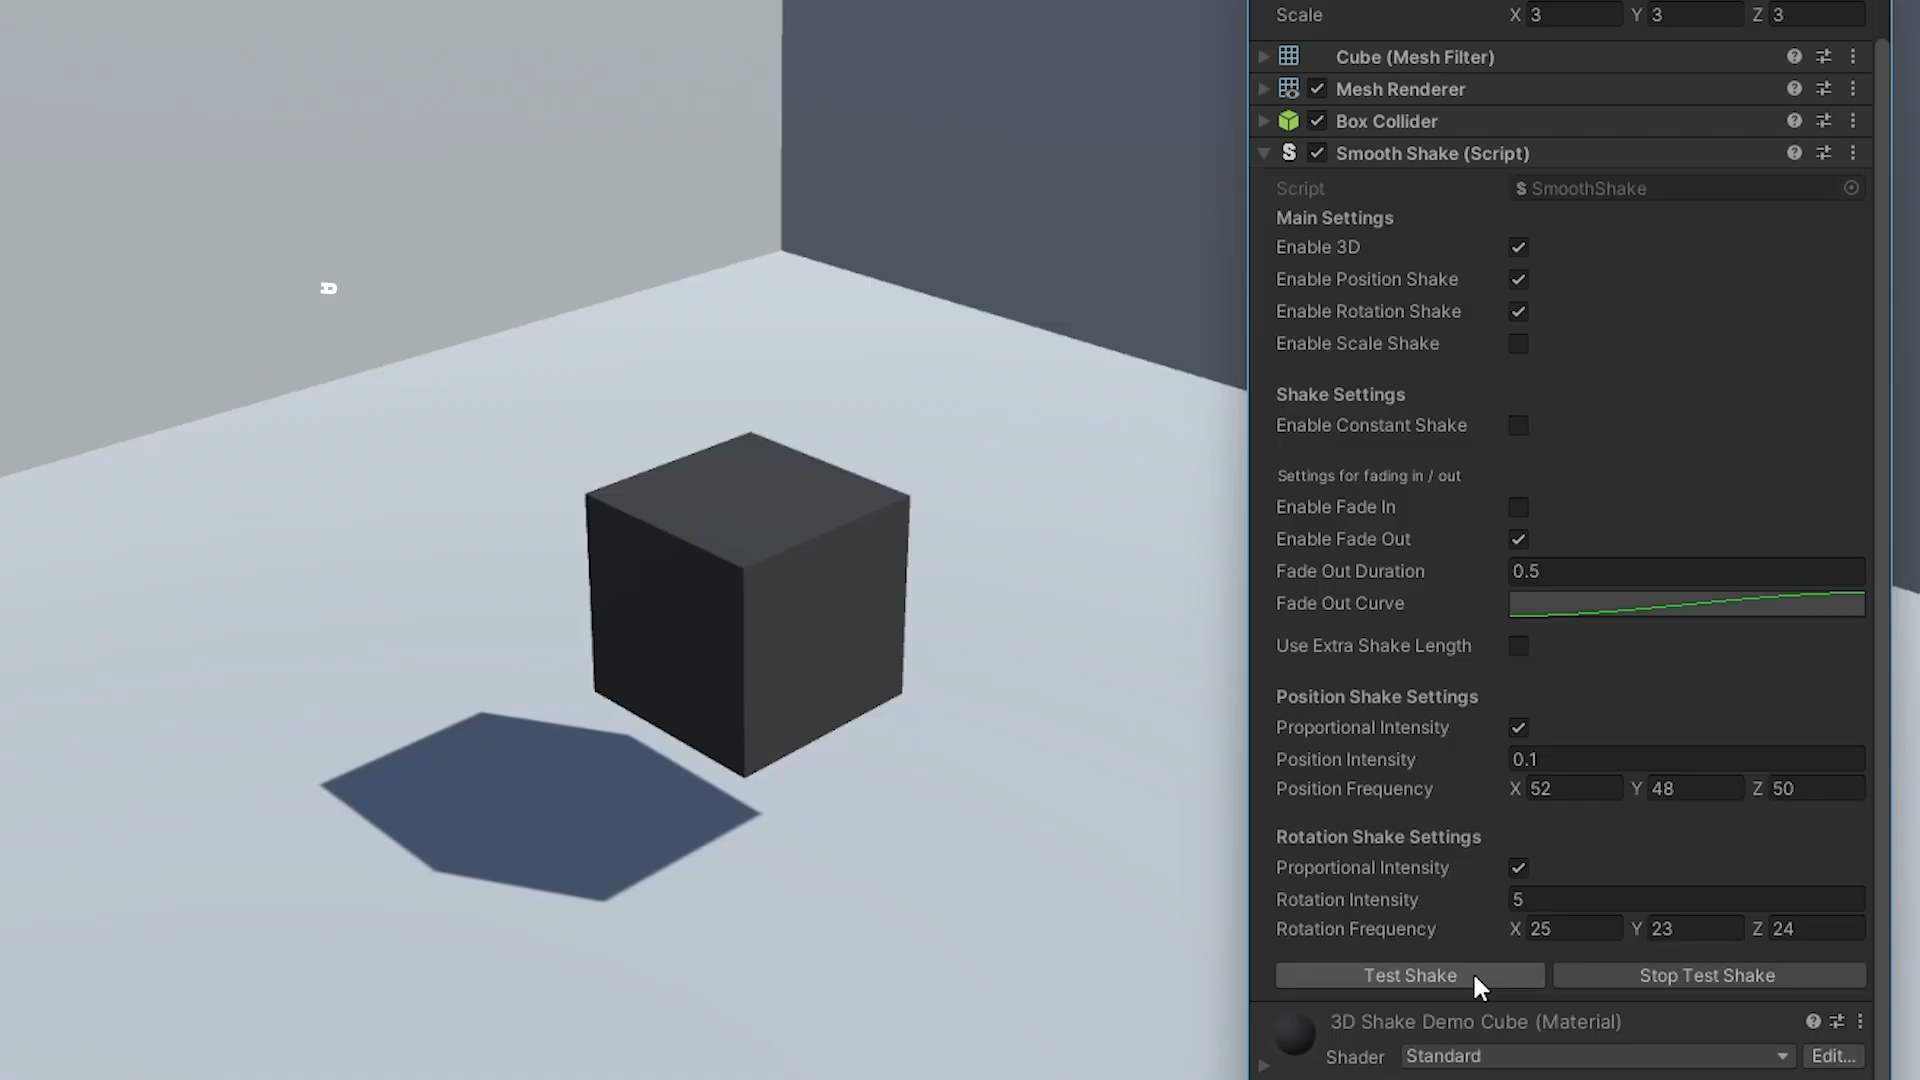 Scale X 3 Y 3 Z 3
Cube (Mesh Filter)
Mesh Renderer
Box Collider
S Smooth Shake (Script)
Script S SmoothShake
Main Settings
Enable 3D
Enable Position Shake
Enable Rotation Shake
Enable Scale Shake
Shake Settings
Enable Constant Shake
Settings for fading in / out
Enable Fade In
Enable Fade Out
Fade Out Duration 0.5
Fade Out Curve
Use Extra Shake Length
Position Shake Settings
Proportional Intensity
Position Intensity 0.1
Position Frequency X 52 Y 48 Z 50
Rotation Shake Settings
Proportional Intensity
Rotation Intensity 5
Rotation Frequency X 25 Y 23 Z 24
Test Shake Stop Test Shake
3D Shake Demo Cube (Material)
Shader Standard Edit...